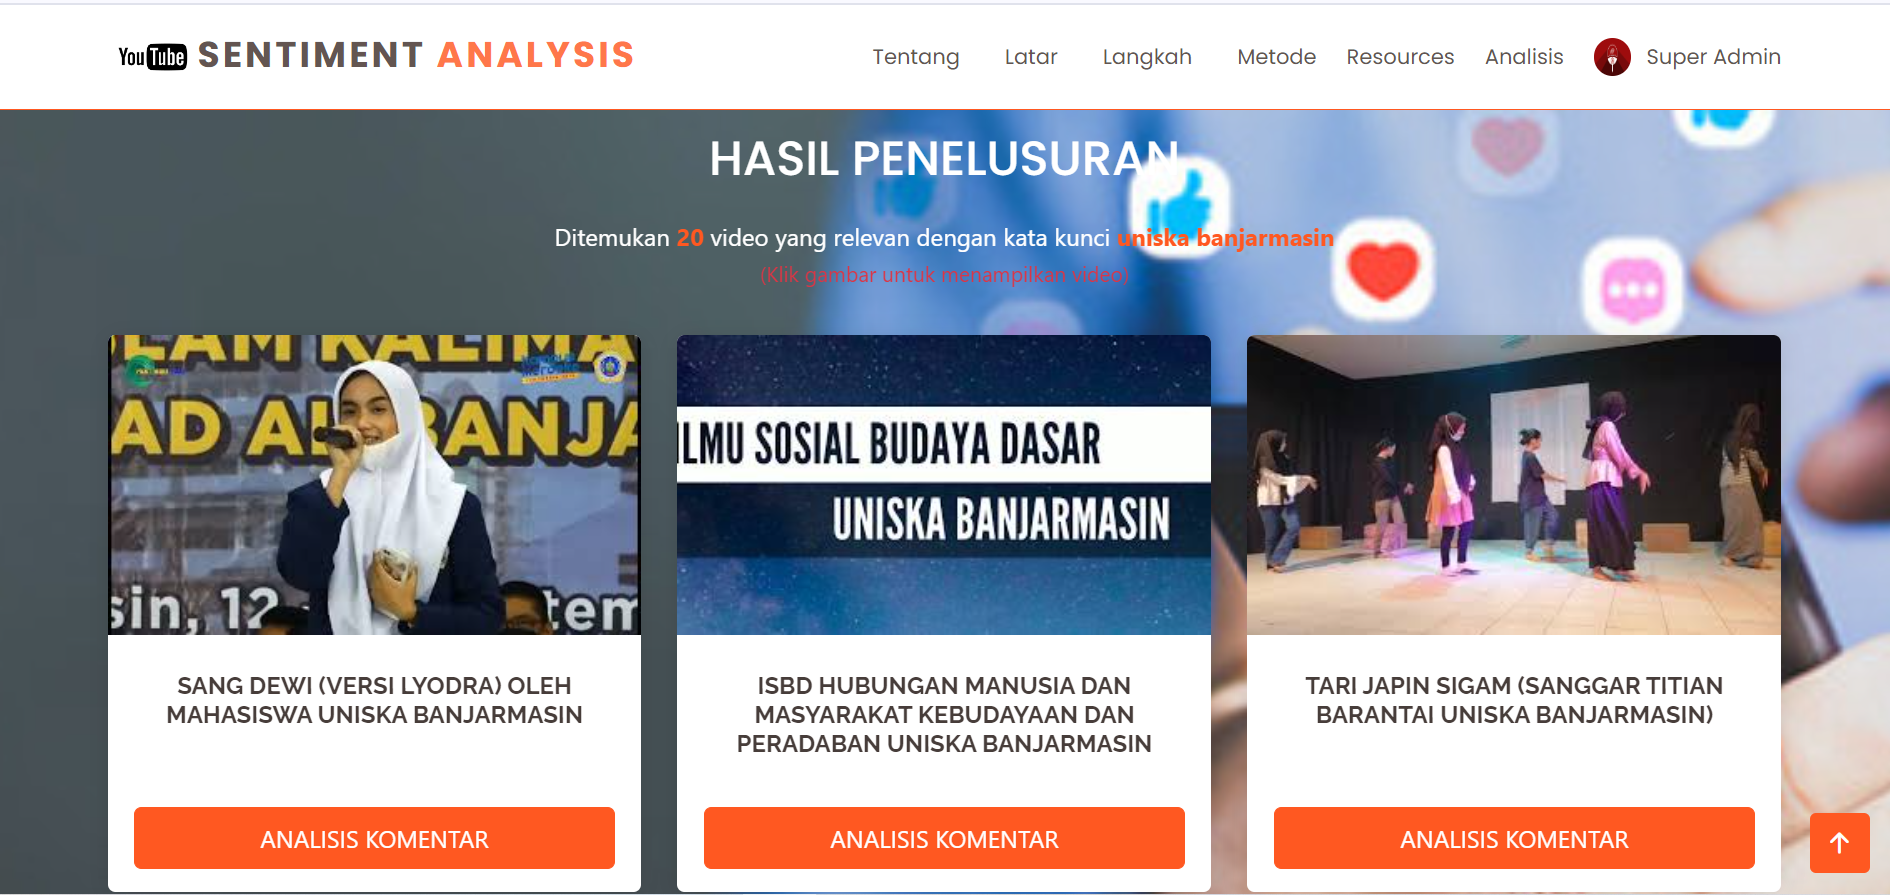 YouTube SENTIMENT ANALYSIS
Tentang Latar Langkah Metode Resources Analisis Super Admin
HASIL PENELUSURAN
Ditemukan 20 video yang relevan dengan kata kunci uniska banjarmasin
(Klik gambar untuk menampilkan video)
LAM KALIMA
AD AL BANJA
sin, 12
tem
ILMU SOSIAL BUDAYA DASAR
UNISKA BANJARMASIN
SANG DEWI (VERSI LYODRA) OLEH
MAHASISWA UNISKA BANJARMASIN
ISBD HUBUNGAN MANUSIA DAN
MASYARAKAT KEBUDAYAAN DAN
PERADABAN UNISKA BANJARMASIN
TARI JAPIN SIGAM (SANGGAR TITIAN
BARANTAI UNISKA BANJARMASIN)
ANALISIS KOMENTAR
ANALISIS KOMENTAR
ANALISIS KOMENTAR